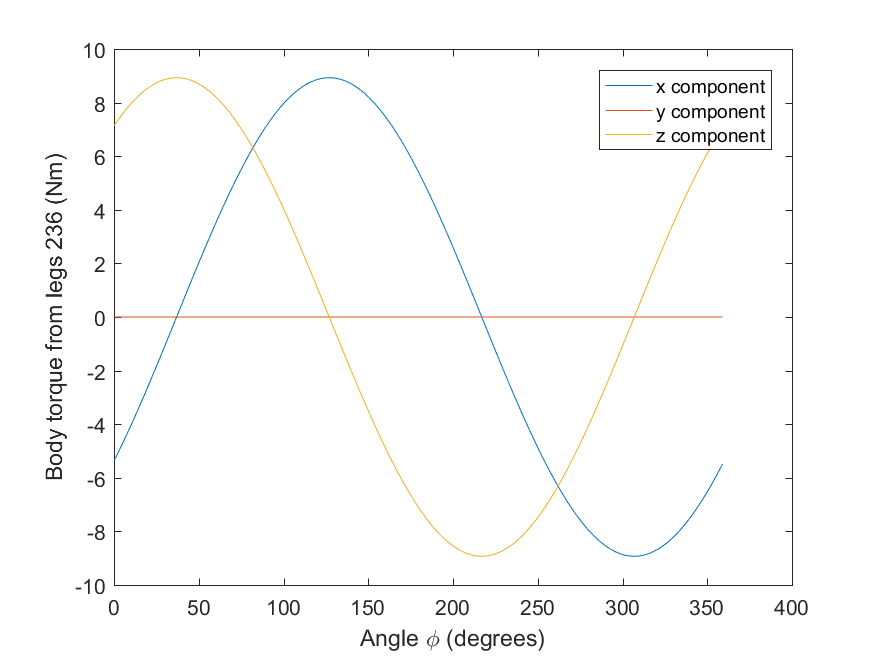 Body torque from legs 236 (Nm)
10
8
6
4
2
0
-2
-4
-6
-8
-10
x component
y component
z component
0 50 100 150 200 250 300 350 400
Angle ϕ (degrees)